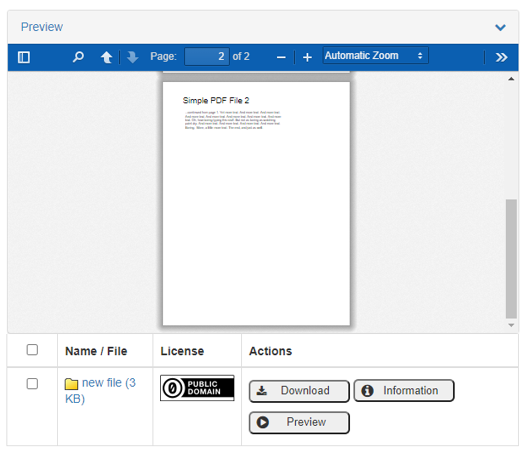 Preview
Page: 2 of 2 Automatic Zoom
Simple PDF File 2
Name / File License Actions
new file (3 KB)
0 PUBLIC DOMAIN
Download Information
Preview